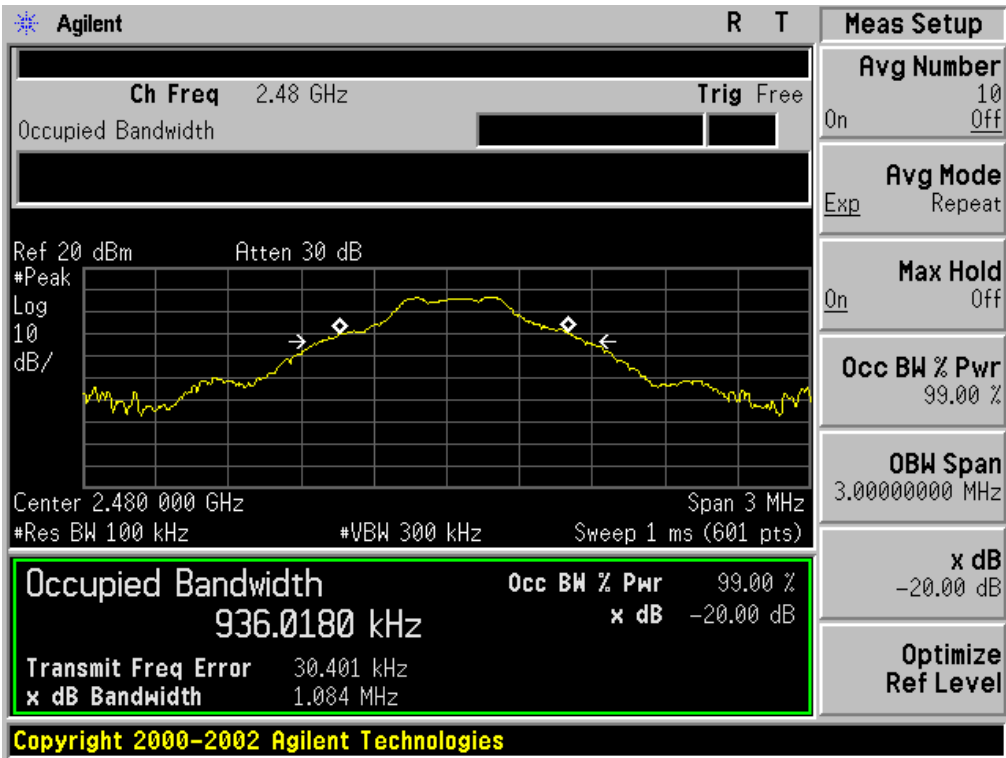 Agilent R T
Ch Freq 2.48 GHz Trig Free
Occupied Bandwidth
Ref 20 dBm Atten 30 dB
#Peak
Log
10
dB/
Center 2.480 000 GHz Span 3 MHz
#Res BW 100 kHz #VBW 300 kHz Sweep 1 ms (601 pts)
Occupied Bandwidth Occ BW % Pwr 99.00 %
936.0180 kHz x dB -20.00 dB
Transmit Freq Error 30.401 kHz
x dB Bandwidth 1.084 MHz
Copyright 2000-2002 Agilent Technologies
Meas Setup
Avg Number
10
On Off
Avg Mode
Exp Repeat
Max Hold
On Off
Occ BW % Pwr
99.00 %
OBW Span
3.00000000 MHz
x dB
-20.00 dB
Optimize
Ref Level